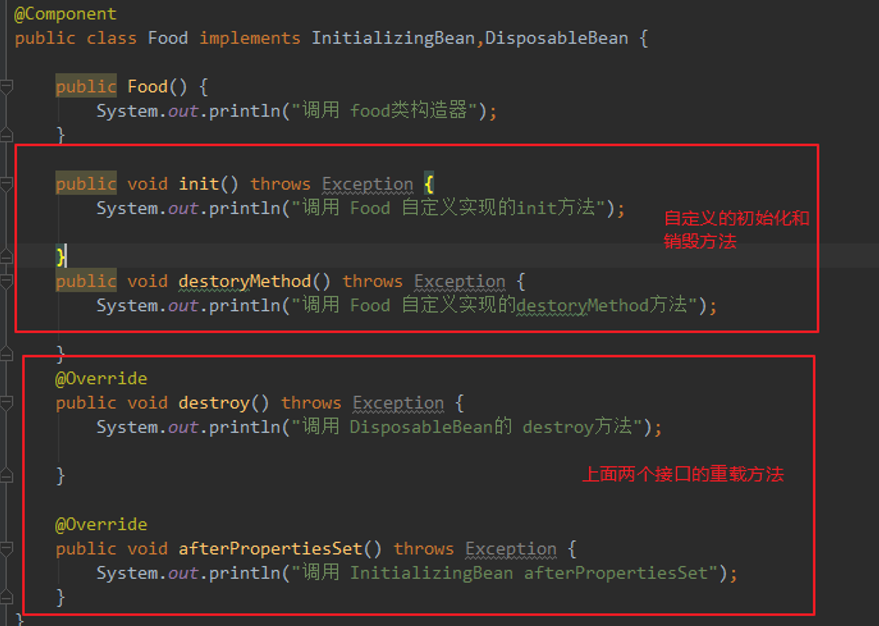 @Component
public class Food implements InitializingBean,DisposableBean {
public Food() {
System.out.println("调用 food类构造器");
}
public void init() throws Exception {
System.out.println("调用 Food 自定义实现的init方法");
自定义的初始化和
销毁方法
}
public void destoryMethod() throws Exception {
System.out.println("调用 Food 自定义实现的destoryMethod方法");
}
@Override
public void destroy() throws Exception {
System.out.println("调用 DisposableBean的 destroy方法");
}
上面两个接口的重载方法
@Override
public void afterPropertiesSet() throws Exception {
System.out.println("调用 InitializingBean afterPropertiesSet");
}
}